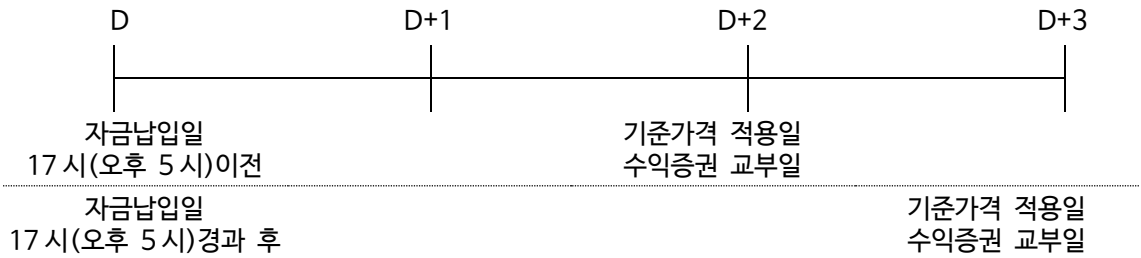 D D+1 D+2 D+3
자금납입일 기준가격 적용일
17시(오후 5시)이전 수익증권 교부일
자금납입일 기준가격 적용일
17시(오후 5시)경과 후 수익증권 교부일